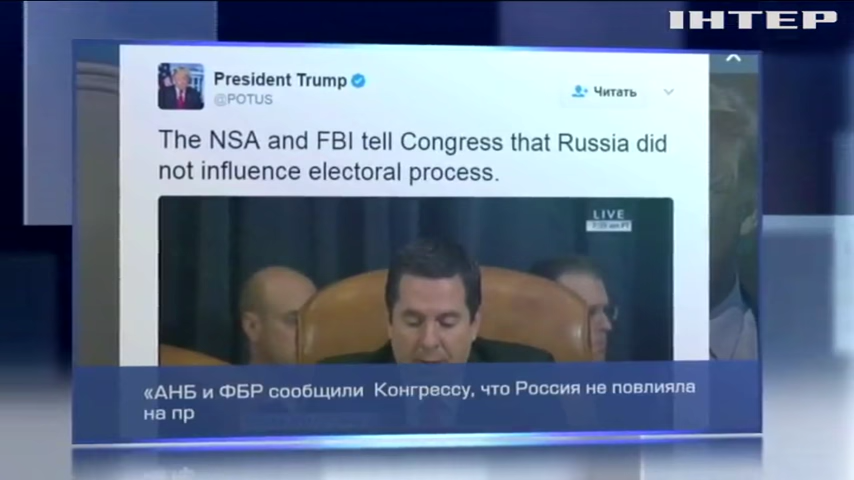 ІНТЕР
President Trump
@POTUS
Читать
The NSA and FBI tell Congress that Russia did
not influence electoral process.
LIVE
«АНБ и ФБР сообщили Конгрессу, что Россия не повлияла
на пр